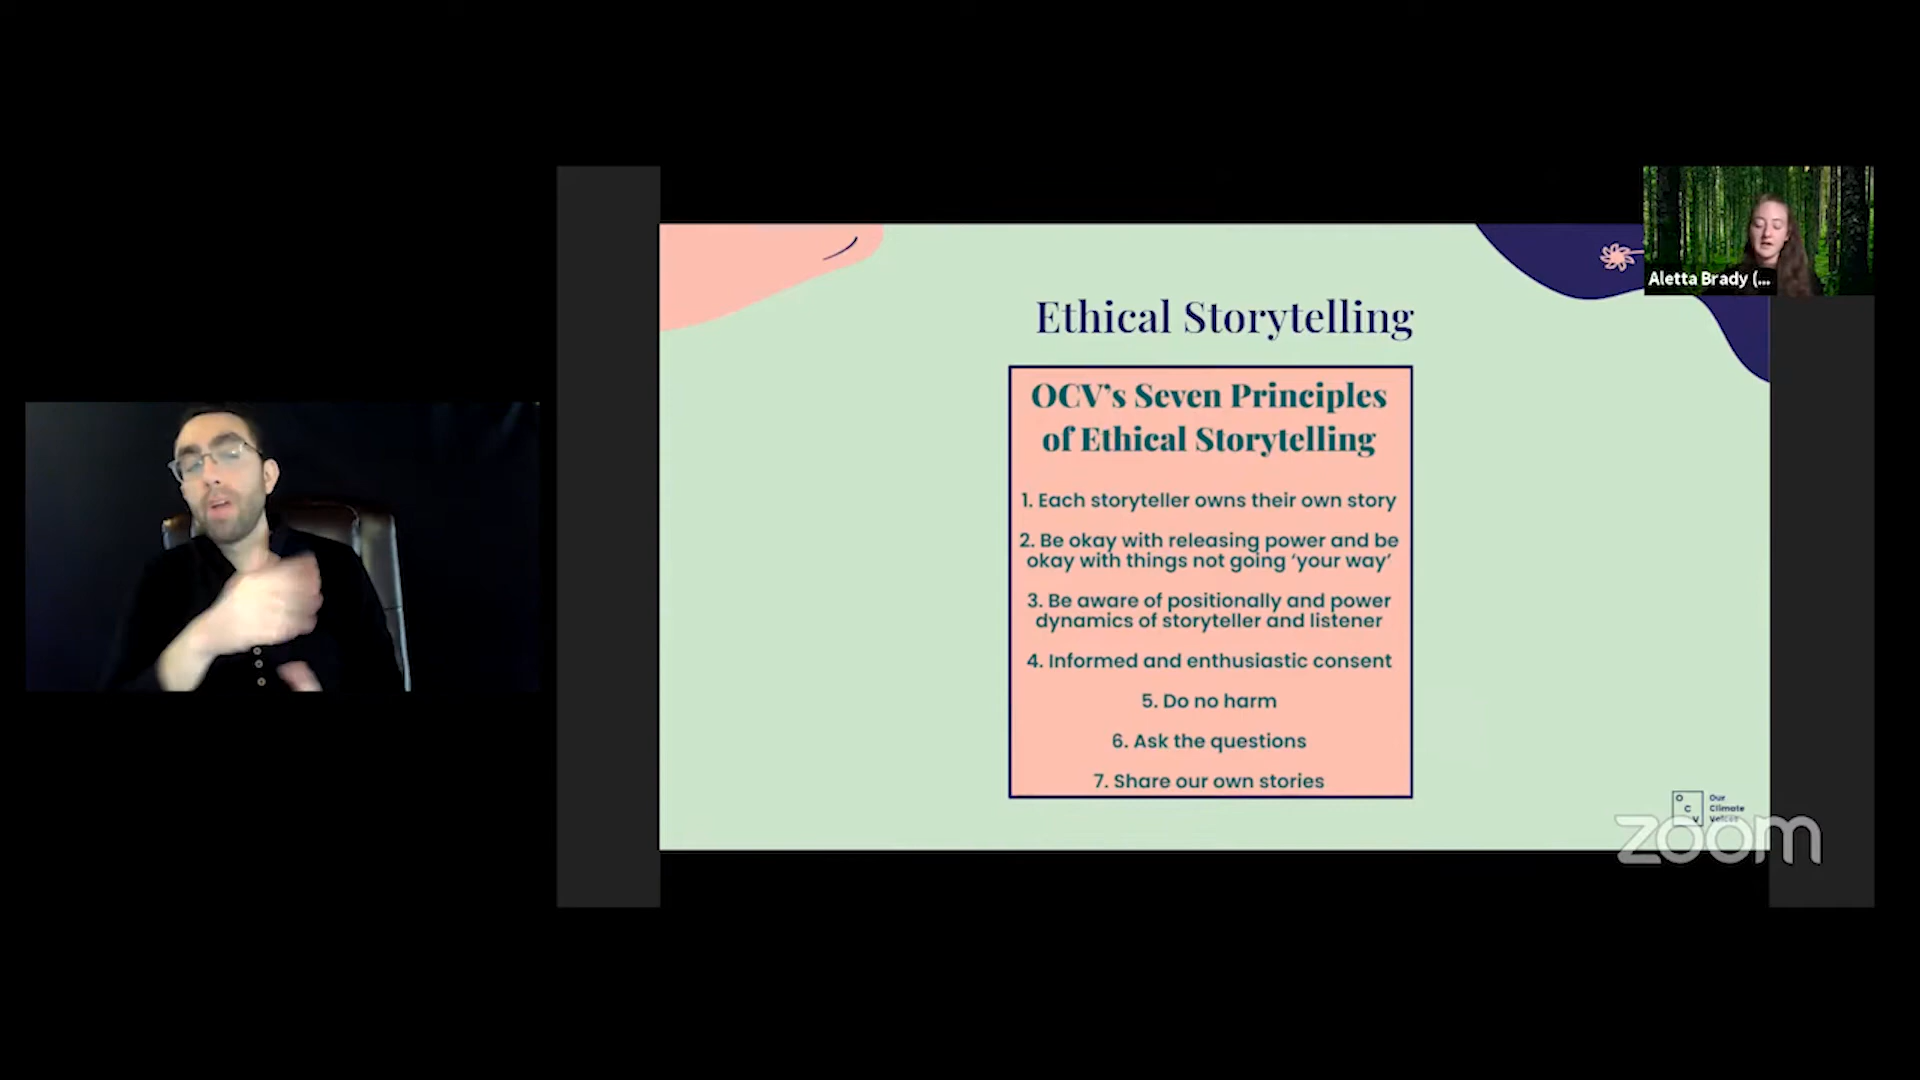 Aletta Brady (...
Ethical Storytelling
OCV's Seven Principles
of Ethical Storytelling
1. Each storyteller owns their own story
2. Be okay with releasing power and be
okay with things not going ‘your way’
3. Be aware of positionally and power
dynamics of storyteller and listener
4. Informed and enthusiastic consent
5. Do no harm
6. Ask the questions
7. Share our own stories
O
C
V
Our
Climate
Voices
zoom